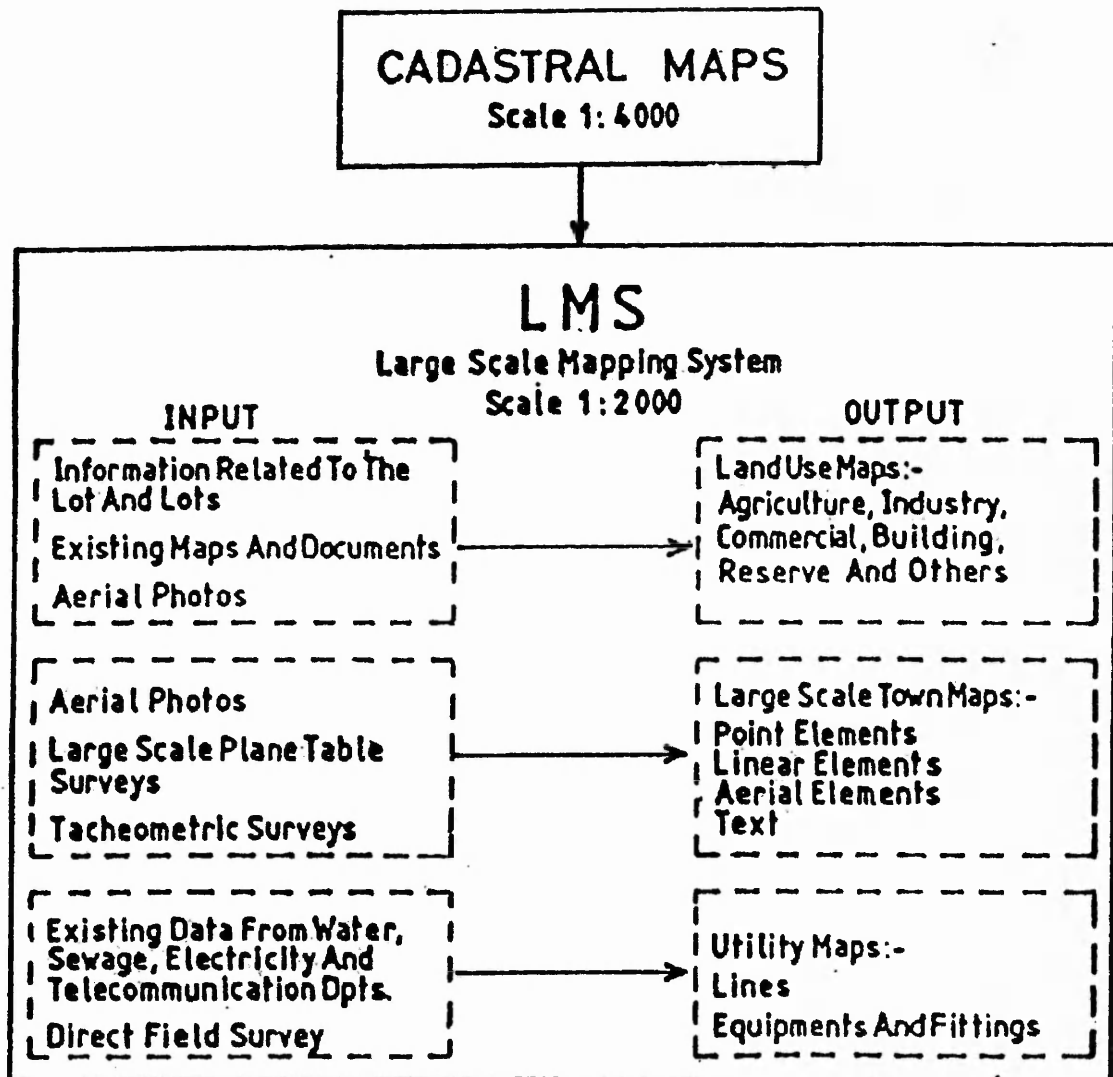 CADASTRAL MAPS
Scale 1:4000
LMS
Large Scale Mapping System
Scale 1:2000
INPUT
OUTPUT
Information Related To The
Lot And Lots
Existing Maps And Documents
Aerial Photos
Land Use Maps:-
Agriculture, Industry,
Commercial, Building,
Reserve And Others
Aerial Photos
Large Scale Plane Table
Surveys
Tacheometric Surveys
Large Scale Town Maps:-
Point Elements
Linear Elements
Aerial Elements
Text
Existing Data From Water,
Sewage, Electricity And
Telecommunication Dpts.
Direct Field Survey
Utility Maps:-
Lines
Equipments And Fittings